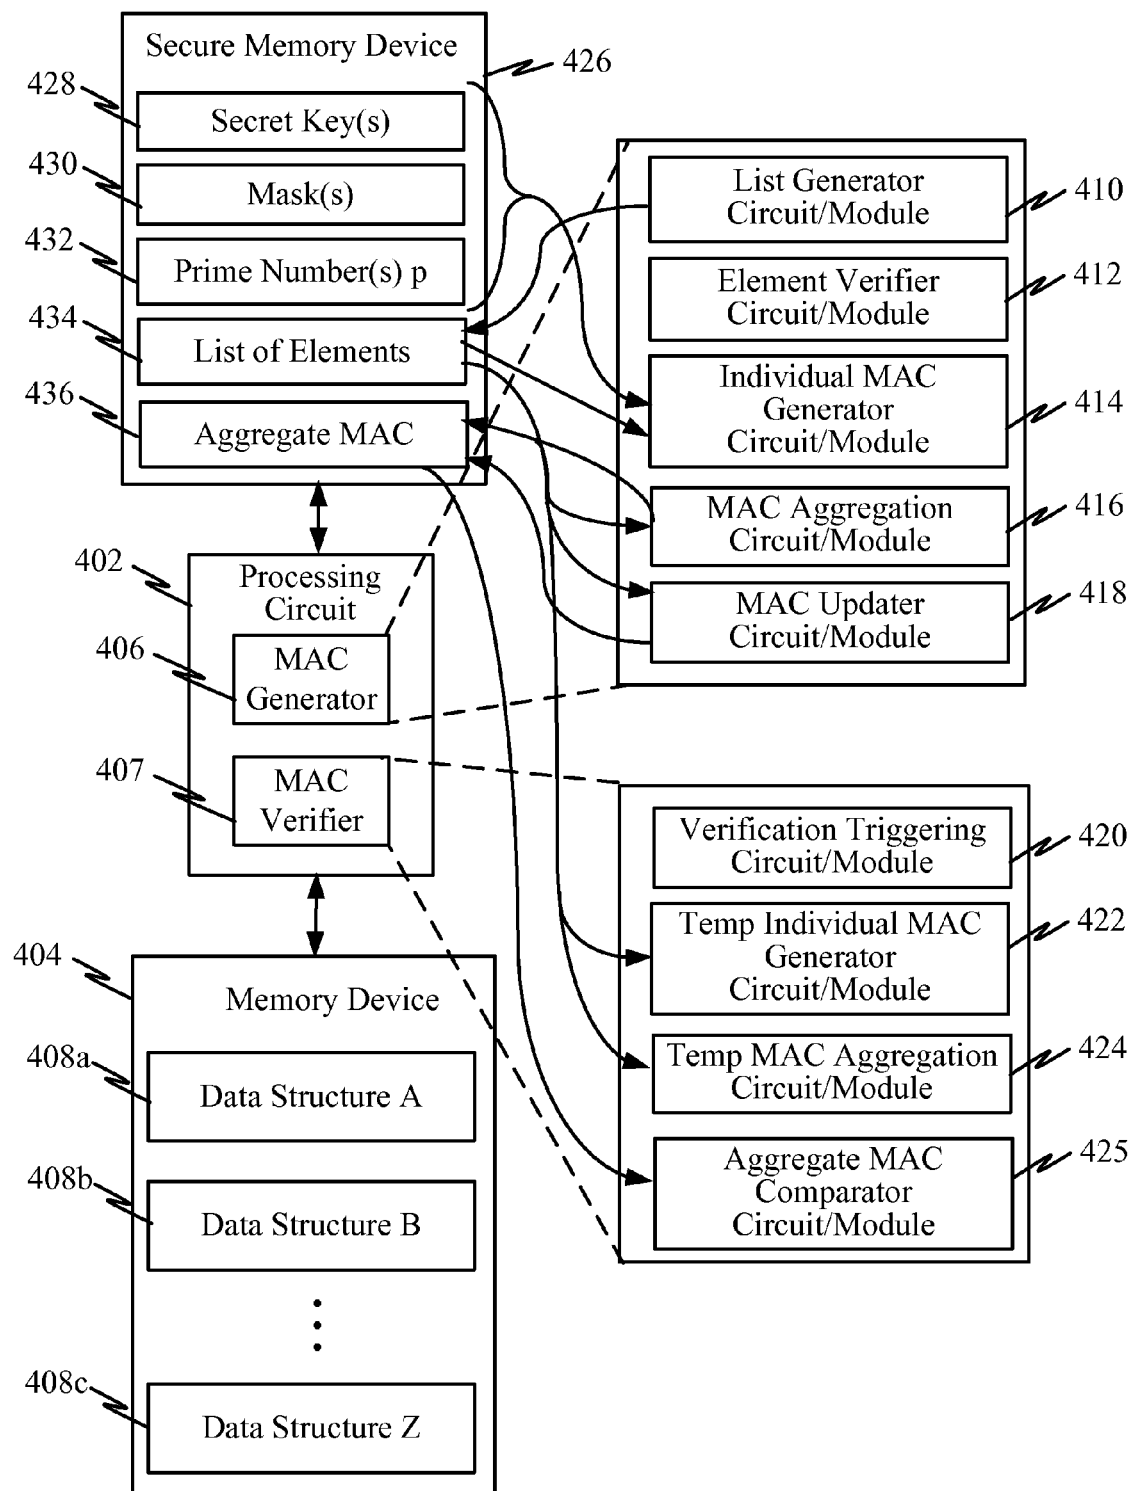 Secure Memory Device
426
428
Secret Key(s)
430
Mask(s)
432
Prime Number(s) p
434
List of Elements
436
Aggregate MAC
List Generator
Circuit/Module
410
Element Verifier
Circuit/Module
412
Individual MAC
Generator
Circuit/Module
414
MAC Aggregation
Circuit/Module
416
MAC Updater
Circuit/Module
418
402
Processing
Circuit
406
MAC
Generator
407
MAC
Verifier
Verification Triggering
Circuit/Module
420
Temp Individual MAC
Generator
Circuit/Module
422
Temp MAC Aggregation
Circuit/Module
424
Aggregate MAC
Comparator
Circuit/Module
425
404
Memory Device
408a
Data Structure A
408b
Data Structure B
408c
Data Structure Z